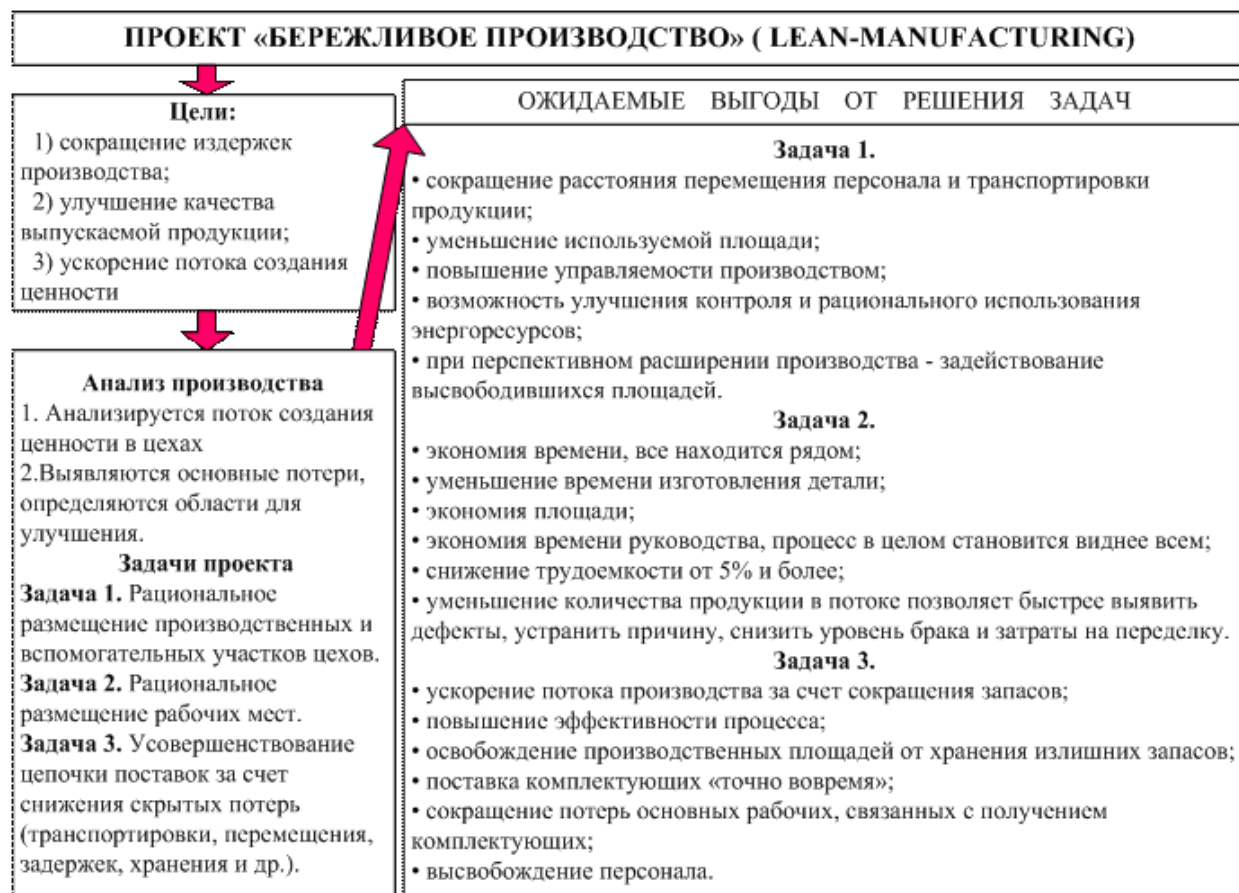 ПРОЕКТ «БЕРЕЖЛИВОЕ ПРОИЗВОДСТВО» ( LEAN-MANUFACTURING)
Цели:
1) сокращение издержек
производства;
2) улучшение качества
выпускаемой продукции;
3) ускорение потока создания
ценности
Анализ производства
1. Анализируется поток создания
ценности в цехах
2.Выявляются основные потери,
определяются области для
улучшения.
Задачи проекта
Задача 1. Рациональное
размещение производственных и
вспомогательных участков цехов.
Задача 2. Рациональное
размещение рабочих мест.
Задача 3. Усовершенствование
цепочки поставок за счет
снижения скрытых потерь
(транспортировки, перемещения,
задержек, хранения и др.).
ОЖИДАЕМЫЕ ВЫГОДЫ ОТ РЕШЕНИЯ ЗАДАЧ
Задача 1.
• сокращение расстояния перемещения персонала и транспортировки
продукции;
• уменьшение используемой площади;
• повышение управляемости производством;
• возможность улучшения контроля и рационального использования
энергоресурсов;
• при перспективном расширении производства - задействование
высвободившихся площадей.
Задача 2.
• экономия времени, все находится рядом;
• уменьшение времени изготовления детали;
• экономия площади;
• экономия времени руководства, процесс в целом становится виднее всем;
• снижение трудоемкости от 5% и более;
• уменьшение количества продукции в потоке позволяет быстрее выявить
дефекты, устранить причину, снизить уровень брака и затраты на переделку.
Задача 3.
• ускорение потока производства за счет сокращения запасов;
• повышение эффективности процесса;
• освобождение производственных площадей от хранения излишних запасов;
• поставка комплектующих «точно вовремя»;
• сокращение потерь основных рабочих, связанных с получением
комплектующих;
• высвобождение персонала.